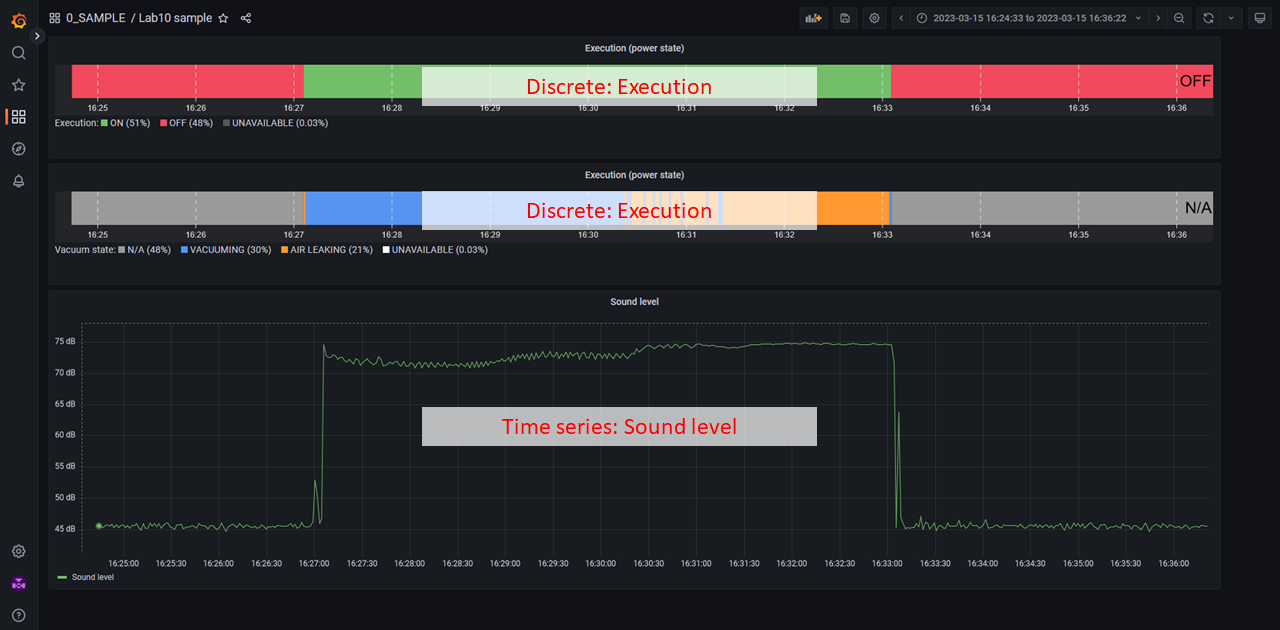 0_SAMPLE / Lab10 sample
2023-03-15 16:24:33 to 2023-03-15 16:36:22
Execution (power state)
Discrete: Execution
OFF
16:25 16:26 16:27 16:28 16:29 16:30 16:31 16:32 16:33 16:34 16:35 16:36
Execution: ON (51%) OFF (48%) UNAVAILABLE (0.03%)
Execution (power state)
Discrete: Execution
N/A
16:25 16:26 16:27 16:28 16:29 16:30 16:31 16:32 16:33 16:34 16:35 16:36
Vacuum state: N/A (48%) VACUUMING (30%) AIR LEAKING (21%) UNAVAILABLE (0.03%)
Sound level
75 dB
70 dB
65 dB
Time series: Sound level
60 dB
55 dB
50 dB
45 dB
16:25:00 16:25:30 16:26:00 16:26:30 16:27:00 16:27:30 16:28:00 16:28:30 16:29:00 16:29:30 16:30:00 16:30:30 16:31:00 16:31:30 16:32:00 16:32:30 16:33:00 16:33:30 16:34:00 16:34:30 16:35:00 16:35:30 16:36:00
Sound level